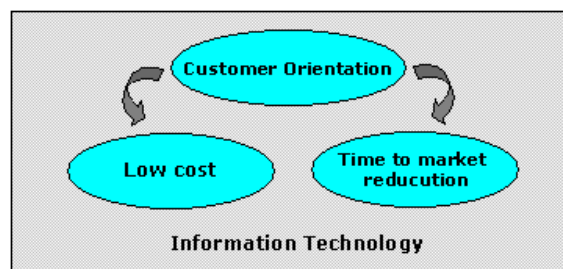 Customer Orientation
Low cost
Time to market
reducution
Information Technology